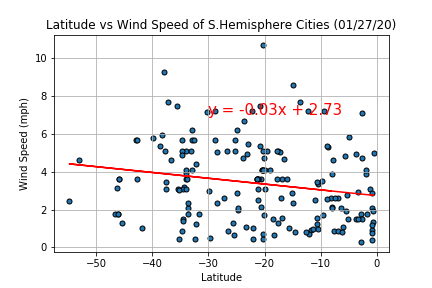 Latitude vs Wind Speed of S.Hemisphere Cities (01/27/20)
10
y = -0.03x + 2.73
8
6
Wind Speed (mph)
4
2
0
−50 −40 −30 −20 −10 0
Latitude